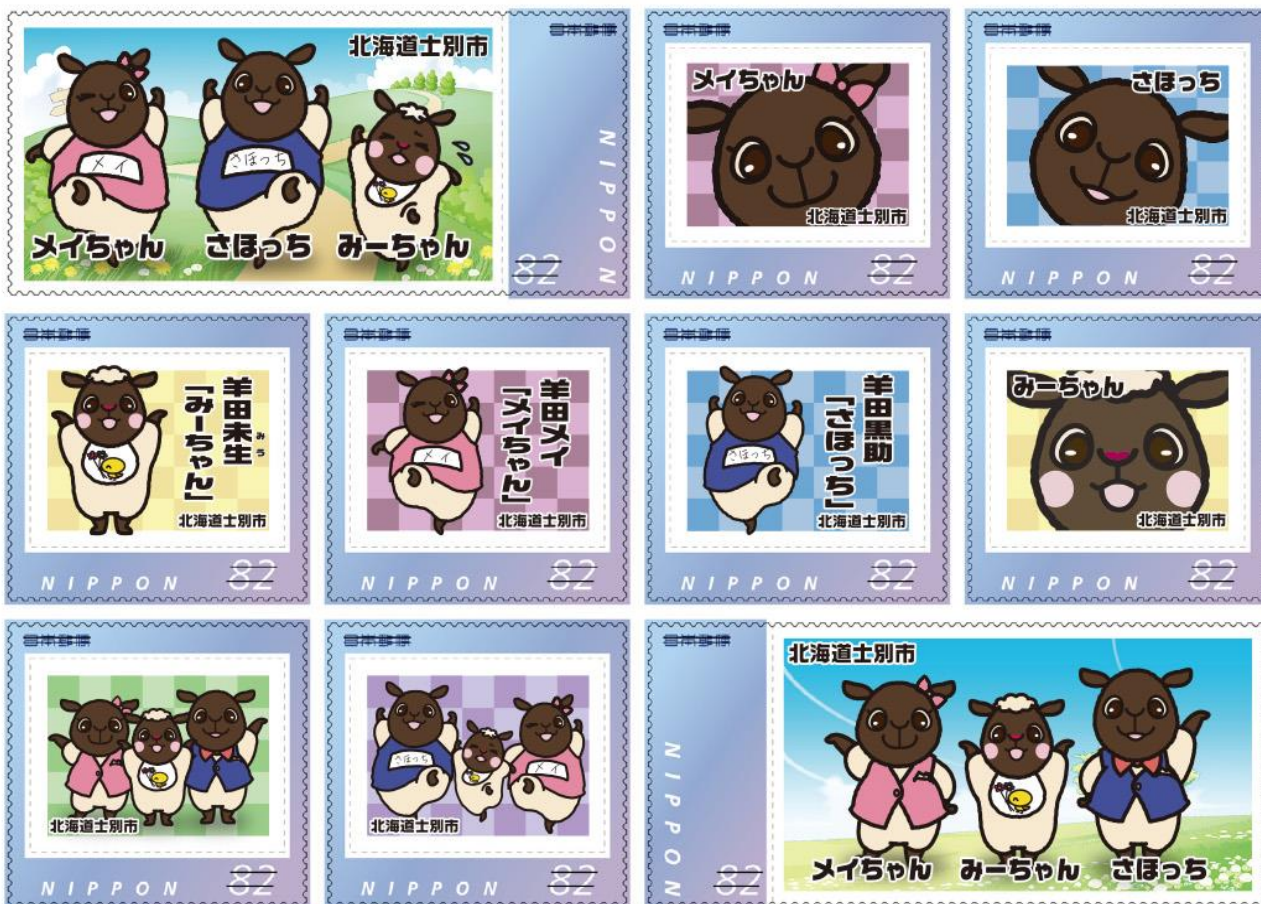 北海道士別市
メイ
さほっち
メイちゃん
さほっち
みーちゃん
日本郵便
NIPPON
82
日本郵便
メイちゃん
北海道士別市
NIPPON
82
日本郵便
さほっち
北海道士別市
NIPPON
82
日本郵便
羊田未生
みう
「みーちゃん」
北海道士別市
NIPPON
82
日本郵便
羊田メイ
「メイちゃん」
メイ
北海道士別市
NIPPON
82
日本郵便
羊田黒助
「さほっち」
さほっち
北海道士別市
NIPPON
82
日本郵便
みーちゃん
北海道士別市
NIPPON
82
日本郵便
北海道士別市
NIPPON
82
日本郵便
さほっち
メイ
北海道士別市
NIPPON
82
日本郵便
NIPPON
82
北海道士別市
メイちゃん
みーちゃん
さほっち